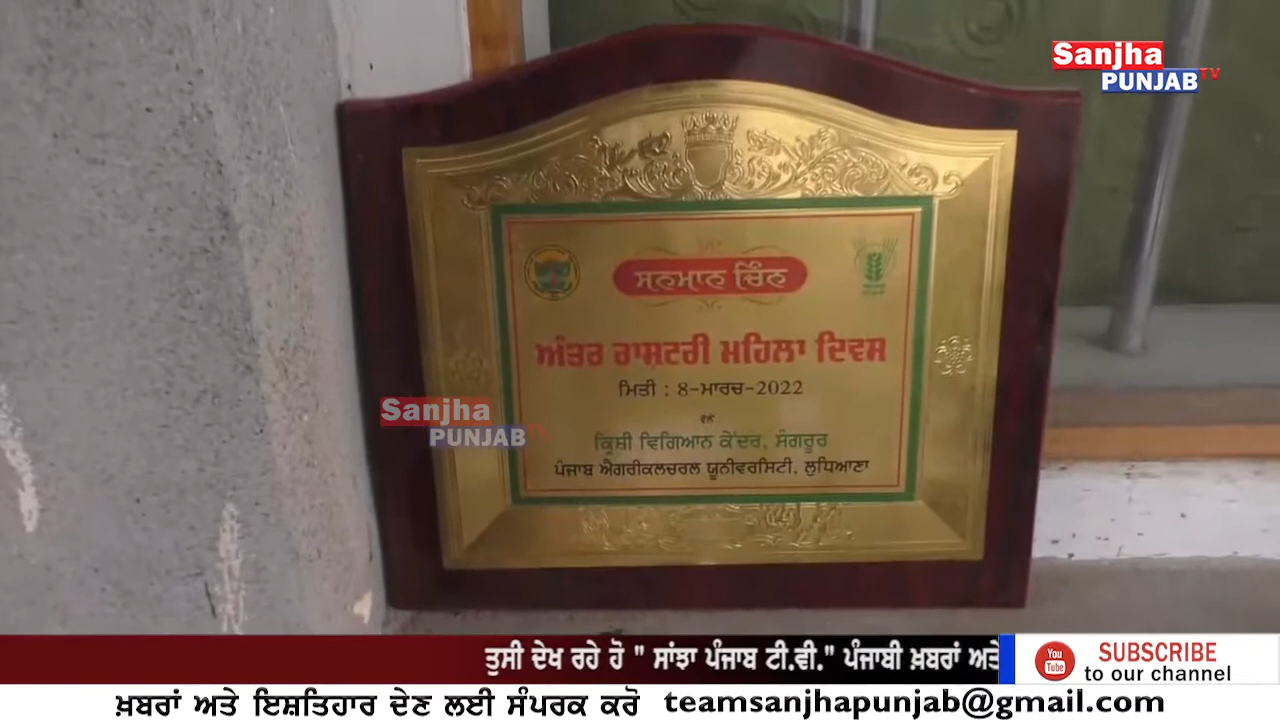 Sanjha
PUNJAB TV
ਸਨਮਾਨ ਚਿੰਨ
ਅੰਤਰ ਰਾਸ਼ਟਰੀ ਮਹਿਲਾ ਦਿਵਸ
ਮਿਤੀ : 8-ਮਾਰਚ-2022
ਵਲੋਂ
ਕ੍ਰਿਸ਼ੀ ਵਿਗਿਆਨ ਕੇਂਦਰ, ਸੰਗਰੂਰ
ਪੰਜਾਬ ਐਗਰੀਕਲਚਰਲ ਯੂਨੀਵਰਸਿਟੀ, ਲੁਧਿਆਣਾ
Sanjha
PUNJAB TV
ਤੁਸੀ ਦੇਖ ਰਹੇ ਹੋ " ਸਾਂਝਾ ਪੰਜਾਬ ਟੀ.ਵੀ." ਪੰਜਾਬੀ ਖ਼ਬਰਾਂ ਅਤੇ
You
Tube
SUBSCRIBE
to our channel
ਖ਼ਬਰਾਂ ਅਤੇ ਇਸ਼ਤਿਹਾਰ ਦੇਣ ਲਈ ਸੰਪਰਕ ਕਰੋ teamsanjhapunjab@gmail.com